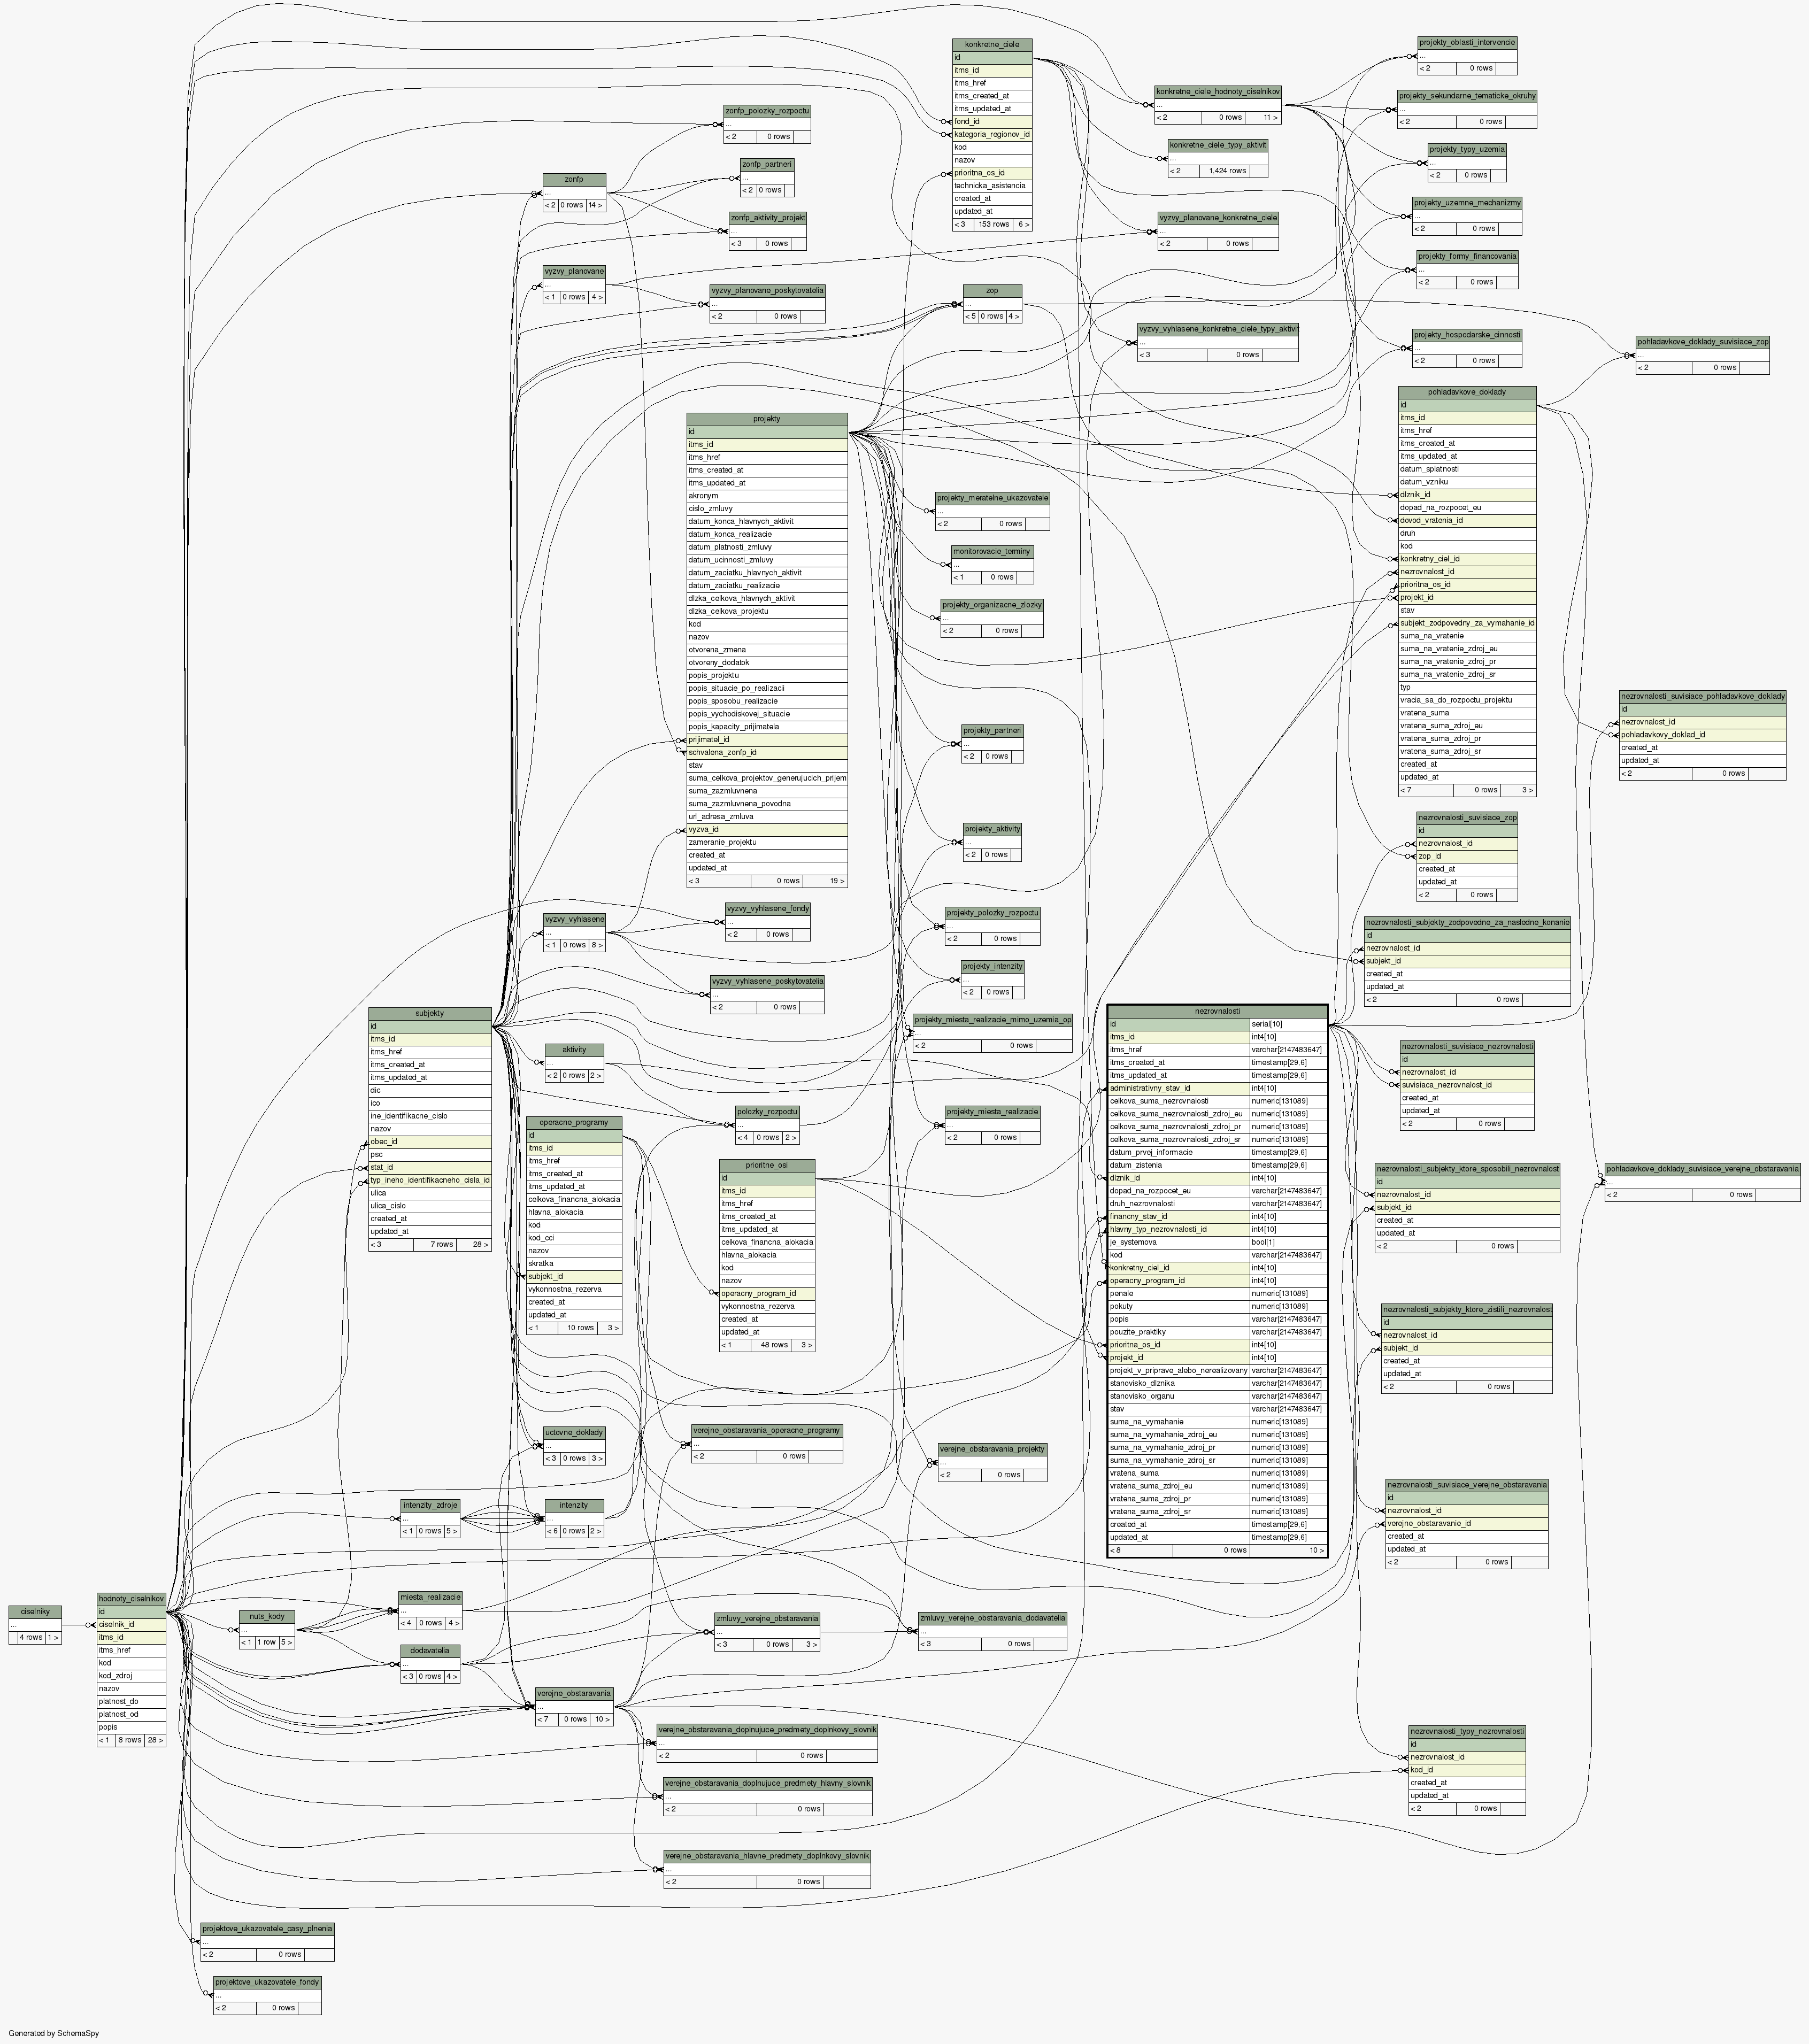 konkretne_ciele
id
itms_id
itms_href
itms_created_at
itms_updated_at
fond_id
kategoria_regionov_id
kod
nazov
prioritna_os_id
technicka_asistencia
created_at
updated_at
< 3 153 rows 6 >
projekty_oblasti_intervencie
...
< 2 0 rows
konkretne_ciele_hodnoty_ciselnikov
...
< 2 0 rows 11 >
projekty_sekundarne_tematicke_okruhy
...
< 2 0 rows
zonfp_polozky_rozpoctu
...
< 2 0 rows
konkretne_ciele_typy_aktivit
...
< 2 1,424 rows
projekty_typy_uzemia
...
< 2 0 rows
zonfp_partneri
...
< 2 0 rows
zonfp
...
< 2 0 rows 14 >
zonfp_aktivity_projekt
...
< 3 0 rows
vyzvy_planovane_konkretne_ciele
...
< 2 0 rows
projekty_uzemne_mechanizmy
...
< 2 0 rows
projekty_formy_financovania
...
< 2 0 rows
vyzvy_planovane
...
< 1 0 rows 4 >
vyzvy_planovane_poskytovatelia
...
< 2 0 rows
zop
...
< 5 0 rows 4 >
vyzvy_vyhlasene_konkretne_ciele_typy_aktivit
...
< 3 0 rows
projekty_hospodarske_cinnosti
...
< 2 0 rows
pohladavkove_doklady_suvisiace_zop
...
< 2 0 rows
pohladavkove_doklady
id
itms_id
itms_href
itms_created_at
itms_updated_at
datum_splatnosti
datum_vzniku
dlznik_id
dopad_na_rozpocet_eu
dovod_vratenia_id
druh
kod
konkretny_ciel_id
nezrovnalost_id
prioritna_os_id
projekt_id
stav
subjekt_zodpovedny_za_vymahanie_id
suma_na_vratenie
suma_na_vratenie_zdroj_eu
suma_na_vratenie_zdroj_pr
suma_na_vratenie_zdroj_sr
typ
vracia_sa_do_rozpoctu_projektu
vratena_suma
vratena_suma_zdroj_eu
vratena_suma_zdroj_pr
vratena_suma_zdroj_sr
created_at
updated_at
< 7 0 rows 3 >
projekty
id
itms_id
itms_href
itms_created_at
itms_updated_at
akronym
cislo_zmluvy
datum_konca_hlavnych_aktivit
datum_konca_realizacie
datum_platnosti_zmluvy
datum_ucinnosti_zmluvy
datum_zaciatku_hlavnych_aktivit
datum_zaciatku_realizacie
dlzka_celkova_hlavnych_aktivit
dlzka_celkova_projektu
kod
nazov
otvorena_zmena
otvoreny_dodatok
popis_projektu
popis_situacie_po_realizacii
popis_sposobu_realizacie
popis_vychodiskovej_situacie
popis_kapacity_prijimatela
prijimatel_id
schvalena_zonfp_id
stav
suma_celkova_projektov_generujucich_prijem
suma_zazmluvnena
suma_zazmluvnena_povodna
url_adresa_zmluva
vyzva_id
zameranie_projektu
created_at
updated_at
< 3 0 rows 19 >
projekty_meratelne_ukazovatele
...
< 2 0 rows
monitorovacie_terminy
...
< 1 0 rows
projekty_organizacne_zlozky
...
< 2 0 rows
projekty_partneri
...
< 2 0 rows
projekty_aktivity
...
< 2 0 rows
nezrovnalosti_suvisiace_pohladavkove_doklady
id
nezrovnalost_id
pohladavkovy_doklad_id
created_at
updated_at
< 2 0 rows
nezrovnalosti_suvisiace_zop
id
nezrovnalost_id
zop_id
created_at
updated_at
< 2 0 rows
vyzvy_vyhlasene
...
< 1 0 rows 8 >
vyzvy_vyhlasene_fondy
...
< 2 0 rows
vyzvy_vyhlasene_poskytovatelia
...
< 2 0 rows
projekty_polozky_rozpoctu
...
< 2 0 rows
projekty_intenzity
...
< 2 0 rows
projekty_miesta_realizacie_mimo_uzemia_op
...
< 2 0 rows
nezrovnalosti_subjekty_zodpovedne_za_nasledne_konanie
id
nezrovnalost_id
subjekt_id
created_at
updated_at
< 2 0 rows
subjekty
id
itms_id
itms_href
itms_created_at
itms_updated_at
dic
ico
ine_identifikacne_cislo
nazov
obec_id
psc
stat_id
typ_ineho_identifikacneho_cisla_id
ulica
ulica_cislo
created_at
updated_at
< 3 7 rows 28 >
aktivity
...
< 2 0 rows 2 >
operacne_programy
id
itms_id
itms_href
itms_created_at
itms_updated_at
celkova_financna_alokacia
hlavna_alokacia
kod
kod_cci
nazov
skratka
subjekt_id
vykonnostna_rezerva
created_at
updated_at
< 1 10 rows 3 >
polozky_rozpoctu
...
< 4 0 rows 2 >
prioritne_osi
id
itms_id
itms_href
itms_created_at
itms_updated_at
celkova_financna_alokacia
hlavna_alokacia
kod
nazov
operacny_program_id
vykonnostna_rezerva
created_at
updated_at
< 1 48 rows 3 >
projekty_miesta_realizacie
...
< 2 0 rows
nezrovnalosti
id serial[10]
itms_id int4[10]
itms_href varchar[2147483647]
itms_created_at timestamp[29,6]
itms_updated_at timestamp[29,6]
administrativny_stav_id int4[10]
celkova_suma_nezrovnalosti numeric[131089]
celkova_suma_nezrovnalosti_zdroj_eu numeric[131089]
celkova_suma_nezrovnalosti_zdroj_pr numeric[131089]
celkova_suma_nezrovnalosti_zdroj_sr numeric[131089]
datum_prvej_informacie timestamp[29,6]
datum_zistenia timestamp[29,6]
dlznik_id int4[10]
dopad_na_rozpocet_eu varchar[2147483647]
druh_nezrovnalosti varchar[2147483647]
financny_stav_id int4[10]
hlavny_typ_nezrovnalosti_id int4[10]
je_systemova bool[1]
kod varchar[2147483647]
konkretny_ciel_id int4[10]
operacny_program_id int4[10]
penale numeric[131089]
pokuty numeric[131089]
popis varchar[2147483647]
pouzite_praktiky varchar[2147483647]
prioritna_os_id int4[10]
projekt_id int4[10]
projekt_v_priprave_alebo_nerealizovany varchar[2147483647]
stanovisko_dlznika varchar[2147483647]
stanovisko_organu varchar[2147483647]
stav varchar[2147483647]
suma_na_vymahanie numeric[131089]
suma_na_vymahanie_zdroj_eu numeric[131089]
suma_na_vymahanie_zdroj_pr numeric[131089]
suma_na_vymahanie_zdroj_sr numeric[131089]
vratena_suma numeric[131089]
vratena_suma_zdroj_eu numeric[131089]
vratena_suma_zdroj_pr numeric[131089]
vratena_suma_zdroj_sr numeric[131089]
created_at timestamp[29,6]
updated_at timestamp[29,6]
< 8 0 rows 10 >
nezrovnalosti_suvisiace_nezrovnalosti
id
nezrovnalost_id
suvisiaca_nezrovnalost_id
created_at
updated_at
< 2 0 rows
nezrovnalosti_subjekty_ktore_sposobili_nezrovnalost
id
nezrovnalost_id
subjekt_id
created_at
updated_at
< 2 0 rows
pohladavkove_doklady_suvisiace_verejne_obstaravania
...
< 2 0 rows
nezrovnalosti_subjekty_ktore_zistili_nezrovnalost
id
nezrovnalost_id
subjekt_id
created_at
updated_at
< 2 0 rows
uctovne_doklady
...
< 3 0 rows 3 >
verejne_obstaravania_operacne_programy
...
< 2 0 rows
verejne_obstaravania_projekty
...
< 2 0 rows
nezrovnalosti_suvisiace_verejne_obstaravania
id
nezrovnalost_id
verejne_obstaravanie_id
created_at
updated_at
< 2 0 rows
intenzity_zdroje
...
< 1 0 rows 5 >
intenzity
...
< 6 0 rows 2 >
ciselniky
...
4 rows 1 >
hodnoty_ciselnikov
id
ciselnik_id
itms_id
itms_href
kod
kod_zdroj
nazov
platnost_do
platnost_od
popis
< 1 8 rows 28 >
nuts_kody
...
< 1 1 row 5 >
miesta_realizacie
...
< 4 0 rows 4 >
dodavatelia
...
< 3 0 rows 4 >
zmluvy_verejne_obstaravania
...
< 3 0 rows 3 >
zmluvy_verejne_obstaravania_dodavatelia
...
< 3 0 rows
verejne_obstaravania
...
< 7 0 rows 10 >
verejne_obstaravania_doplnujuce_predmety_doplnkovy_slovnik
...
< 2 0 rows
verejne_obstaravania_doplnujuce_predmety_hlavny_slovnik
...
< 2 0 rows
nezrovnalosti_typy_nezrovnalosti
id
nezrovnalost_id
kod_id
created_at
updated_at
< 2 0 rows
verejne_obstaravania_hlavne_predmety_doplnkovy_slovnik
...
< 2 0 rows
projektove_ukazovatele_casy_plnenia
...
< 2 0 rows
projektove_ukazovatele_fondy
...
< 2 0 rows
Generated by SchemaSpy